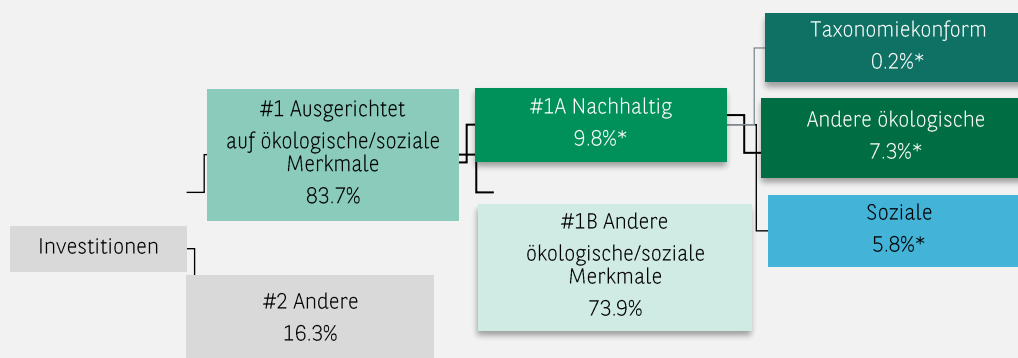 Taxonomiekonform
0.2%*
#1 Ausgerichtet
auf ökologische/soziale
Merkmale
83.7%
#1A Nachhaltig
9.8%*
Andere ökologische
7.3%*
Investitionen
#2 Andere
16.3%
#1B Andere
ökologische/soziale
Merkmale
73.9%
Soziale
5.8%*